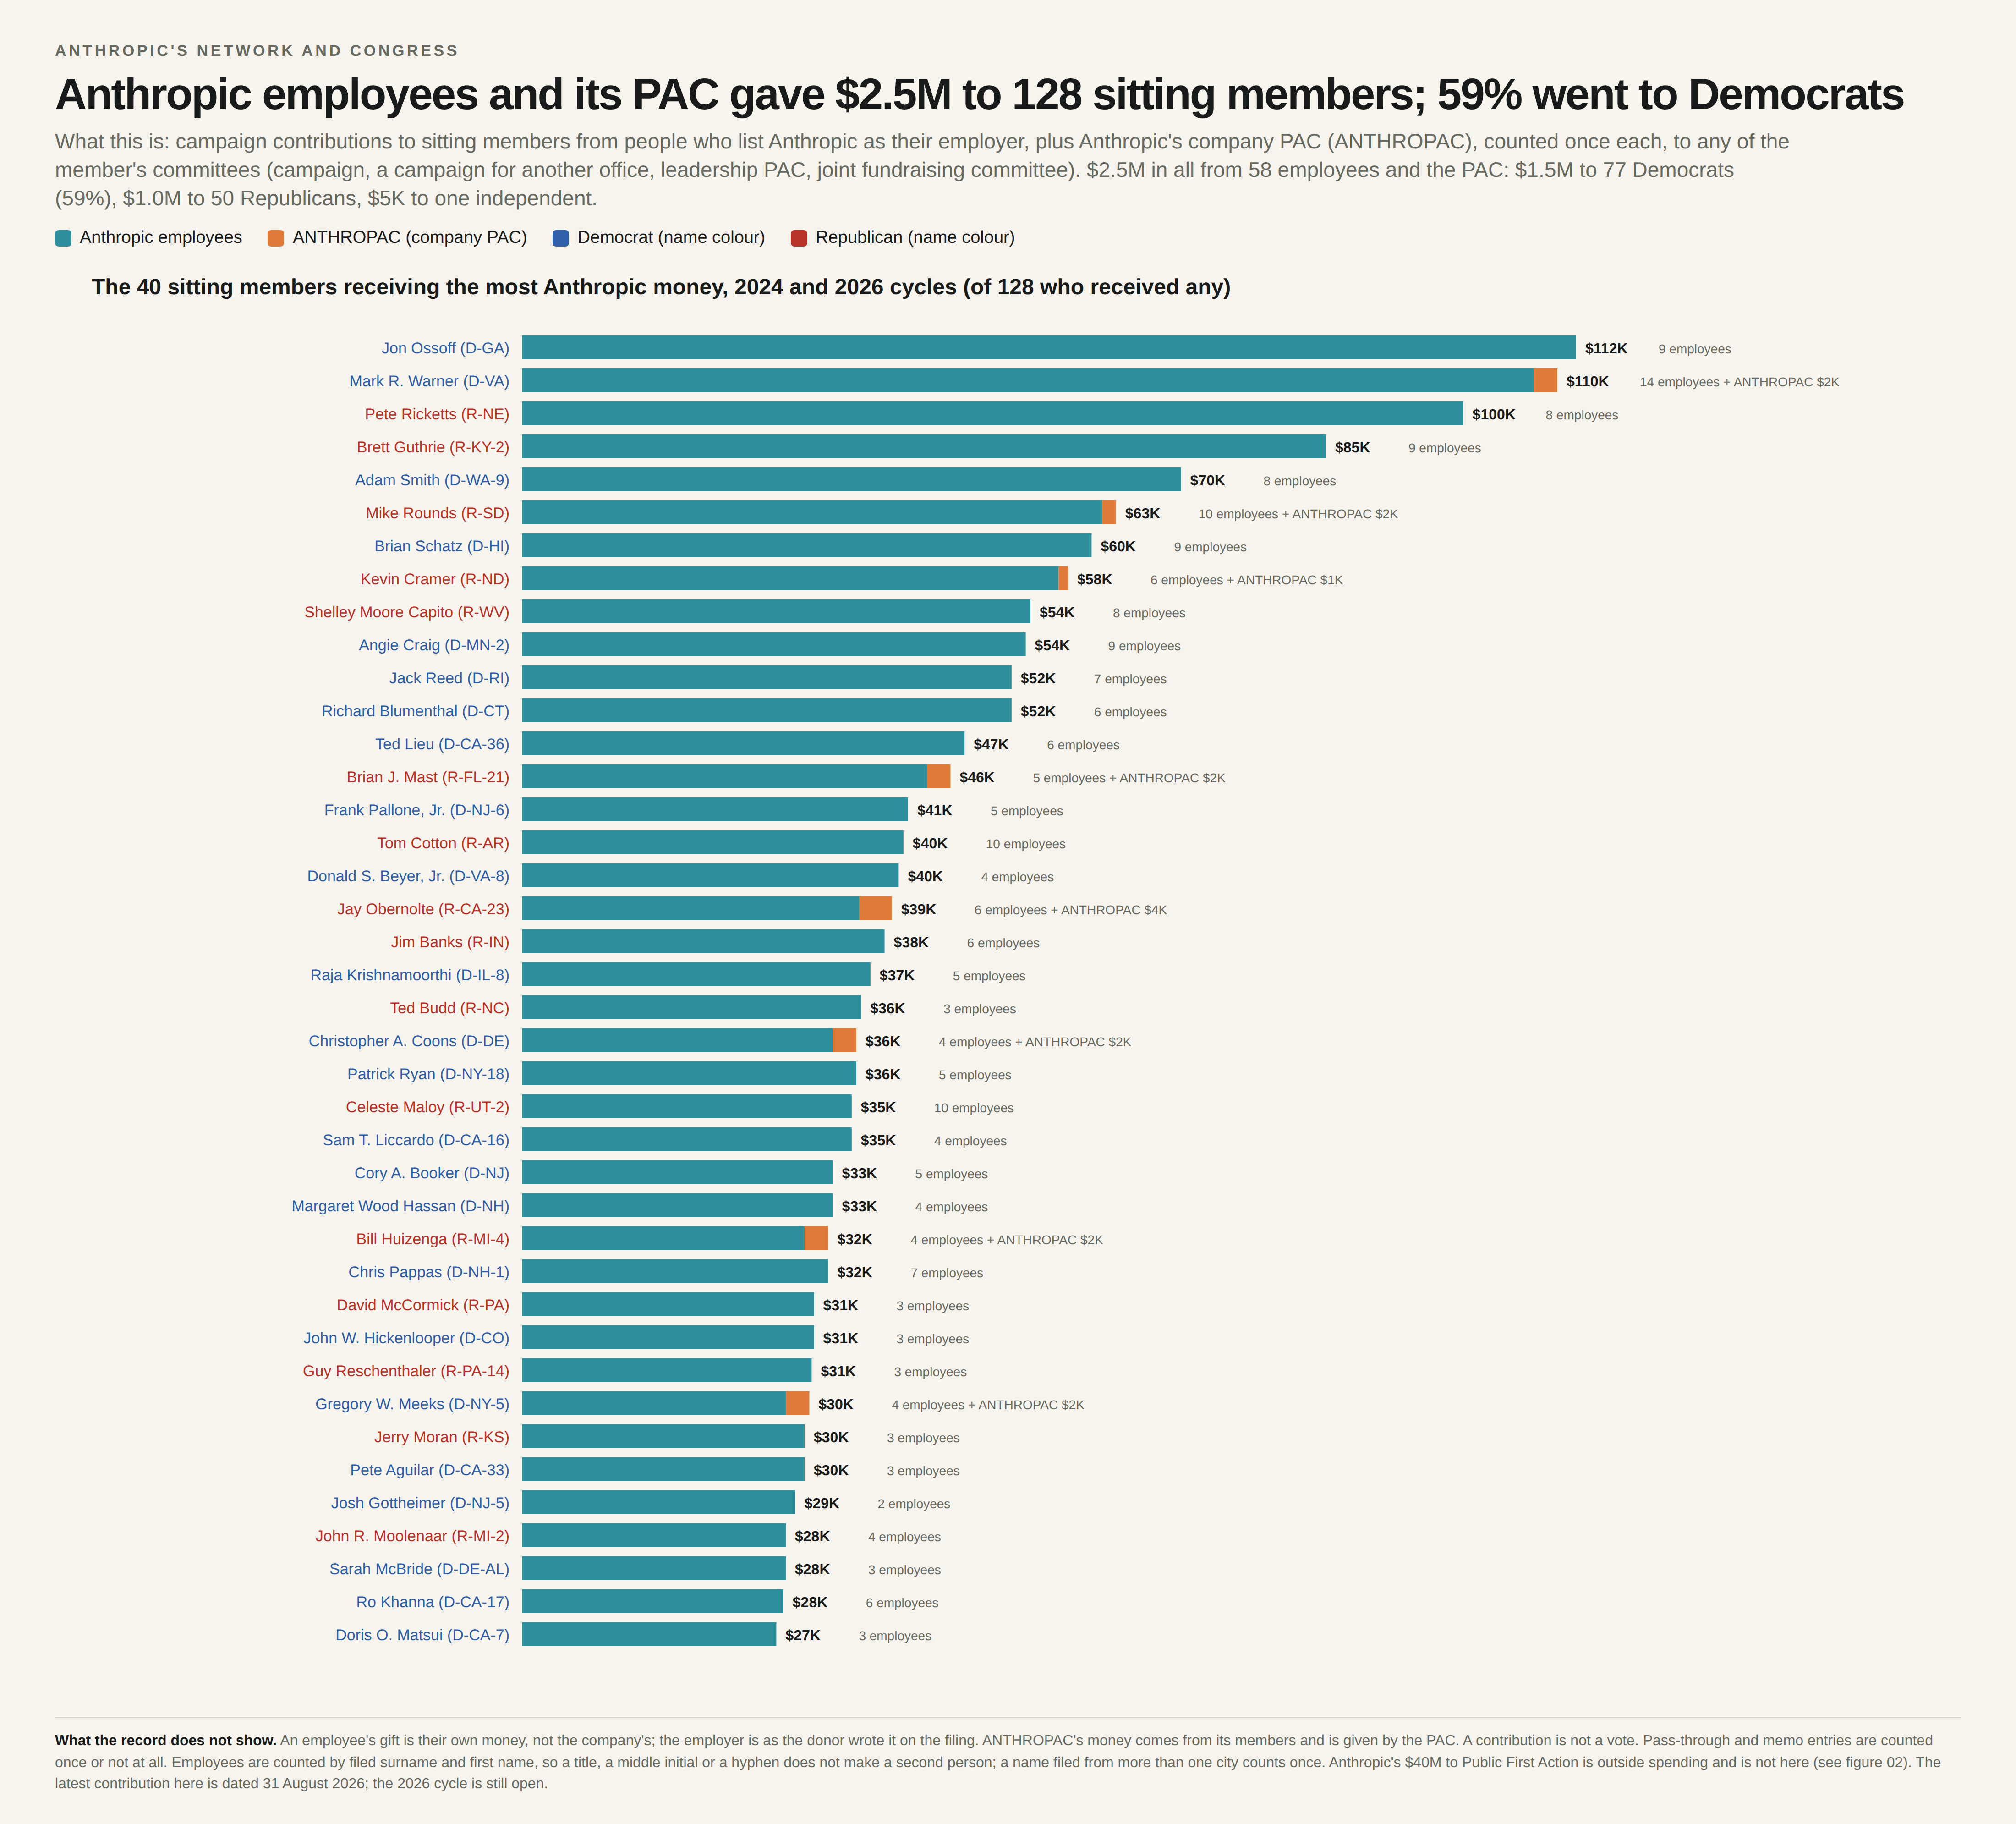 ANTHROPIC'S NETWORK AND CONGRESS
Anthropic employees and its PAC gave $2.5M to 128 sitting members; 59% went to Democrats
What this is: campaign contributions to sitting members from people who list Anthropic as their employer, plus Anthropic's company PAC (ANTHROPAC), counted once each, to any of the
member's committees (campaign, a campaign for another office, leadership PAC, joint fundraising committee). $2.5M in all from 58 employees and the PAC: $1.5M to 77 Democrats
(59%), $1.0M to 50 Republicans, $5K to one independent.
Anthropic employees ANTHROPAC (company PAC) Democrat (name colour) Republican (name colour)
The 40 sitting members receiving the most Anthropic money, 2024 and 2026 cycles (of 128 who received any)
Jon Ossoff (D-GA) $112K 9 employees
Mark R. Warner (D-VA) $110K 14 employees + ANTHROPAC $2K
Pete Ricketts (R-NE) $100K 8 employees
Brett Guthrie (R-KY-2) $85K 9 employees
Adam Smith (D-WA-9) $70K 8 employees
Mike Rounds (R-SD) $63K 10 employees + ANTHROPAC $2K
Brian Schatz (D-HI) $60K 9 employees
Kevin Cramer (R-ND) $58K 6 employees + ANTHROPAC $1K
Shelley Moore Capito (R-WV) $54K 8 employees
Angie Craig (D-MN-2) $54K 9 employees
Jack Reed (D-RI) $52K 7 employees
Richard Blumenthal (D-CT) $52K 6 employees
Ted Lieu (D-CA-36) $47K 6 employees
Brian J. Mast (R-FL-21) $46K 5 employees + ANTHROPAC $2K
Frank Pallone, Jr. (D-NJ-6) $41K 5 employees
Tom Cotton (R-AR) $40K 10 employees
Donald S. Beyer, Jr. (D-VA-8) $40K 4 employees
Jay Obernolte (R-CA-23) $39K 6 employees + ANTHROPAC $4K
Jim Banks (R-IN) $38K 6 employees
Raja Krishnamoorthi (D-IL-8) $37K 5 employees
Ted Budd (R-NC) $36K 3 employees
Christopher A. Coons (D-DE) $36K 4 employees + ANTHROPAC $2K
Patrick Ryan (D-NY-18) $36K 5 employees
Celeste Maloy (R-UT-2) $35K 10 employees
Sam T. Liccardo (D-CA-16) $35K 4 employees
Cory A. Booker (D-NJ) $33K 5 employees
Margaret Wood Hassan (D-NH) $33K 4 employees
Bill Huizenga (R-MI-4) $32K 4 employees + ANTHROPAC $2K
Chris Pappas (D-NH-1) $32K 7 employees
David McCormick (R-PA) $31K 3 employees
John W. Hickenlooper (D-CO) $31K 3 employees
Guy Reschenthaler (R-PA-14) $31K 3 employees
Gregory W. Meeks (D-NY-5) $30K 4 employees + ANTHROPAC $2K
Jerry Moran (R-KS) $30K 3 employees
Pete Aguilar (D-CA-33) $30K 3 employees
Josh Gottheimer (D-NJ-5) $29K 2 employees
John R. Moolenaar (R-MI-2) $28K 4 employees
Sarah McBride (D-DE-AL) $28K 3 employees
Ro Khanna (D-CA-17) $28K 6 employees
Doris O. Matsui (D-CA-7) $27K 3 employees
What the record does not show. An employee's gift is their own money, not the company's; the employer is as the donor wrote it on the filing. ANTHROPAC's money comes from its members and is given by the PAC. A contribution is not a vote. Pass-through and memo entries are counted
once or not at all. Employees are counted by filed surname and first name, so a title, a middle initial or a hyphen does not make a second person; a name filed from more than one city counts once. Anthropic's $40M to Public First Action is outside spending and is not here (see figure 02). The
latest contribution here is dated 31 August 2026; the 2026 cycle is still open.